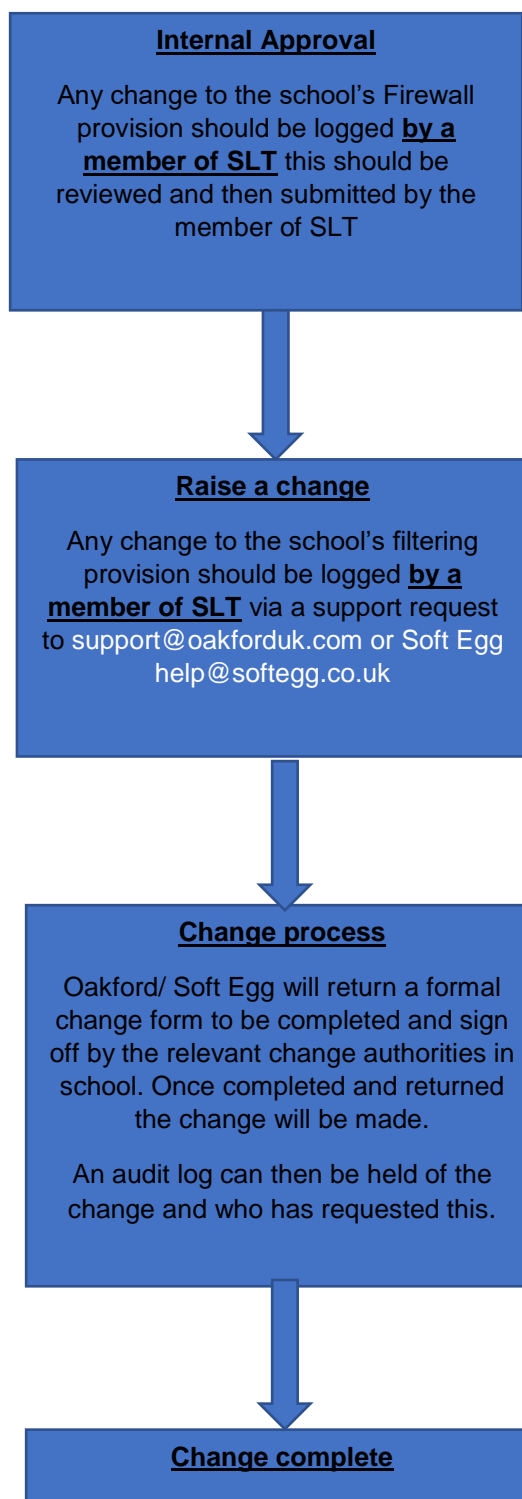 Internal Approval
Any change to the school’s Firewall
provision should be logged by a
member of SLT this should be
reviewed and then submitted by the
member of SLT
Raise a change
Any change to the school’s filtering
provision should be logged by a
member of SLT via a support request
to support@oakforduk.com or Soft Egg
help@softegg.co.uk
Change process
Oakford/ Soft Egg will return a formal
change form to be completed and sign
off by the relevant change authorities in
school. Once completed and returned
the change will be made.
An audit log can then be held of the
change and who has requested this.
Change complete